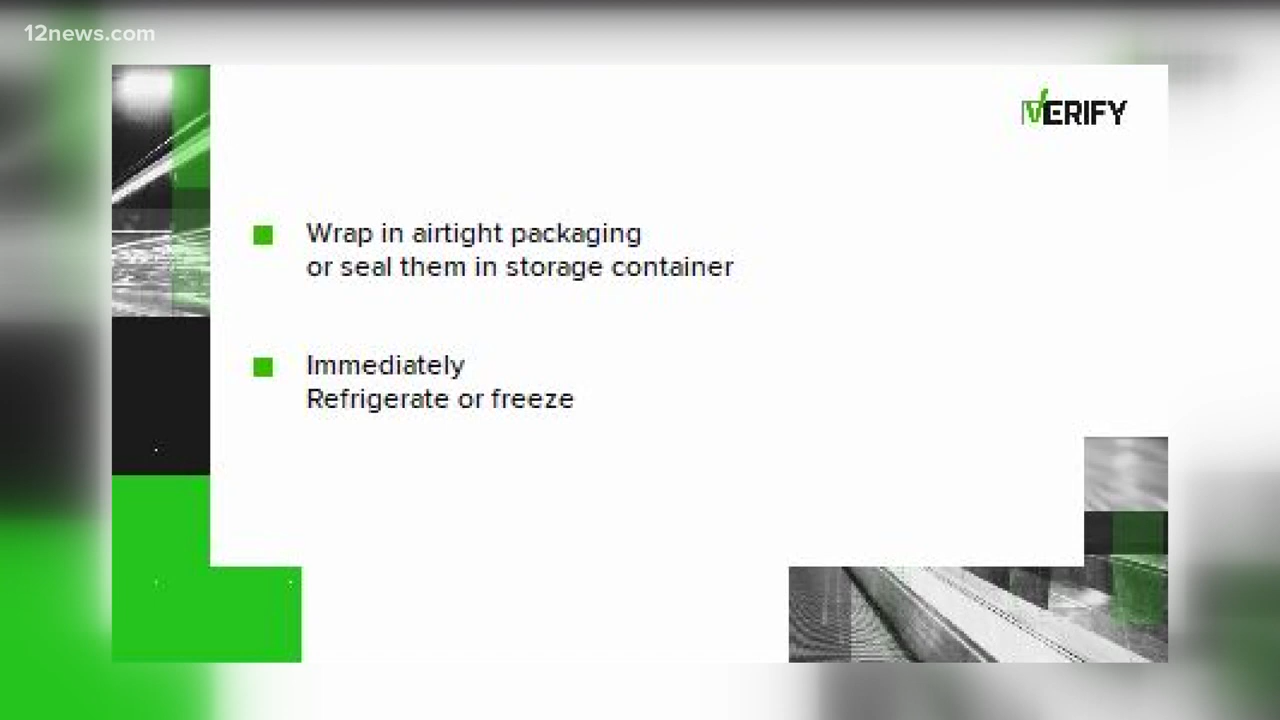 12news.com
VERIFY
Wrap in airtight packaging
or seal them in storage container
Immediately
Refrigerate or freeze